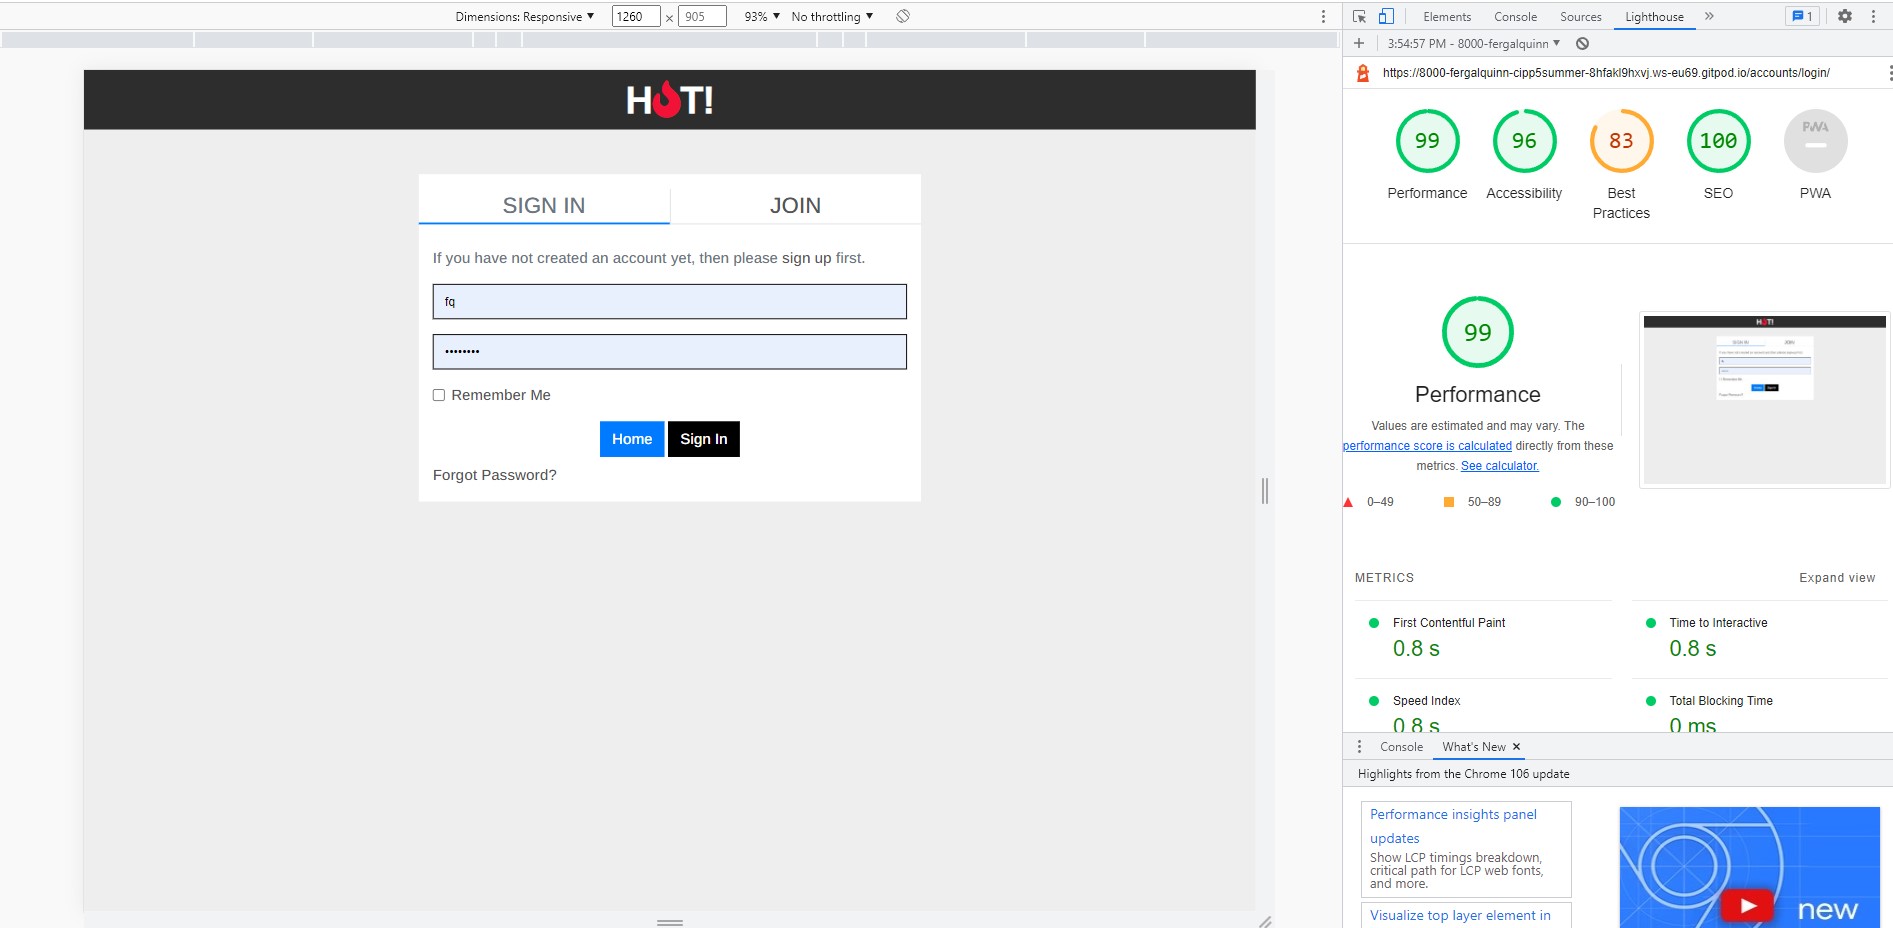 Dimensions: Responsive ▼ 1260 × 905 93% ▼ No throttling ▼
Elements Console Sources Lighthouse » 1
+ 3:54:57 PM - 8000-fergalquinn ▼
https://8000-fergalquinn-cipp5summer-8hfakl9hxvj.ws-eu69.gitpod.io/accounts/login/
HOT!
SIGN IN JOIN
If you have not created an account yet, then please sign up first.
fq
••••••••
Remember Me
Home Sign In
Forgot Password?
99 96 83 100 PWA
Performance Accessibility Best Practices SEO PWA
99
Performance
Values are estimated and may vary. The
performance score is calculated directly from these
metrics. See calculator.
0–49 50–89 90–100
HOT!
SIGN IN JOIN
METRICS Expand view
First Contentful Paint
0.8 s
Time to Interactive
0.8 s
Speed Index
0.8 s
Total Blocking Time
0 ms
Console What's New ×
Highlights from the Chrome 106 update
Performance insights panel
updates
Show LCP timings breakdown,
critical path for LCP web fonts,
and more.
Visualize top layer element in
new